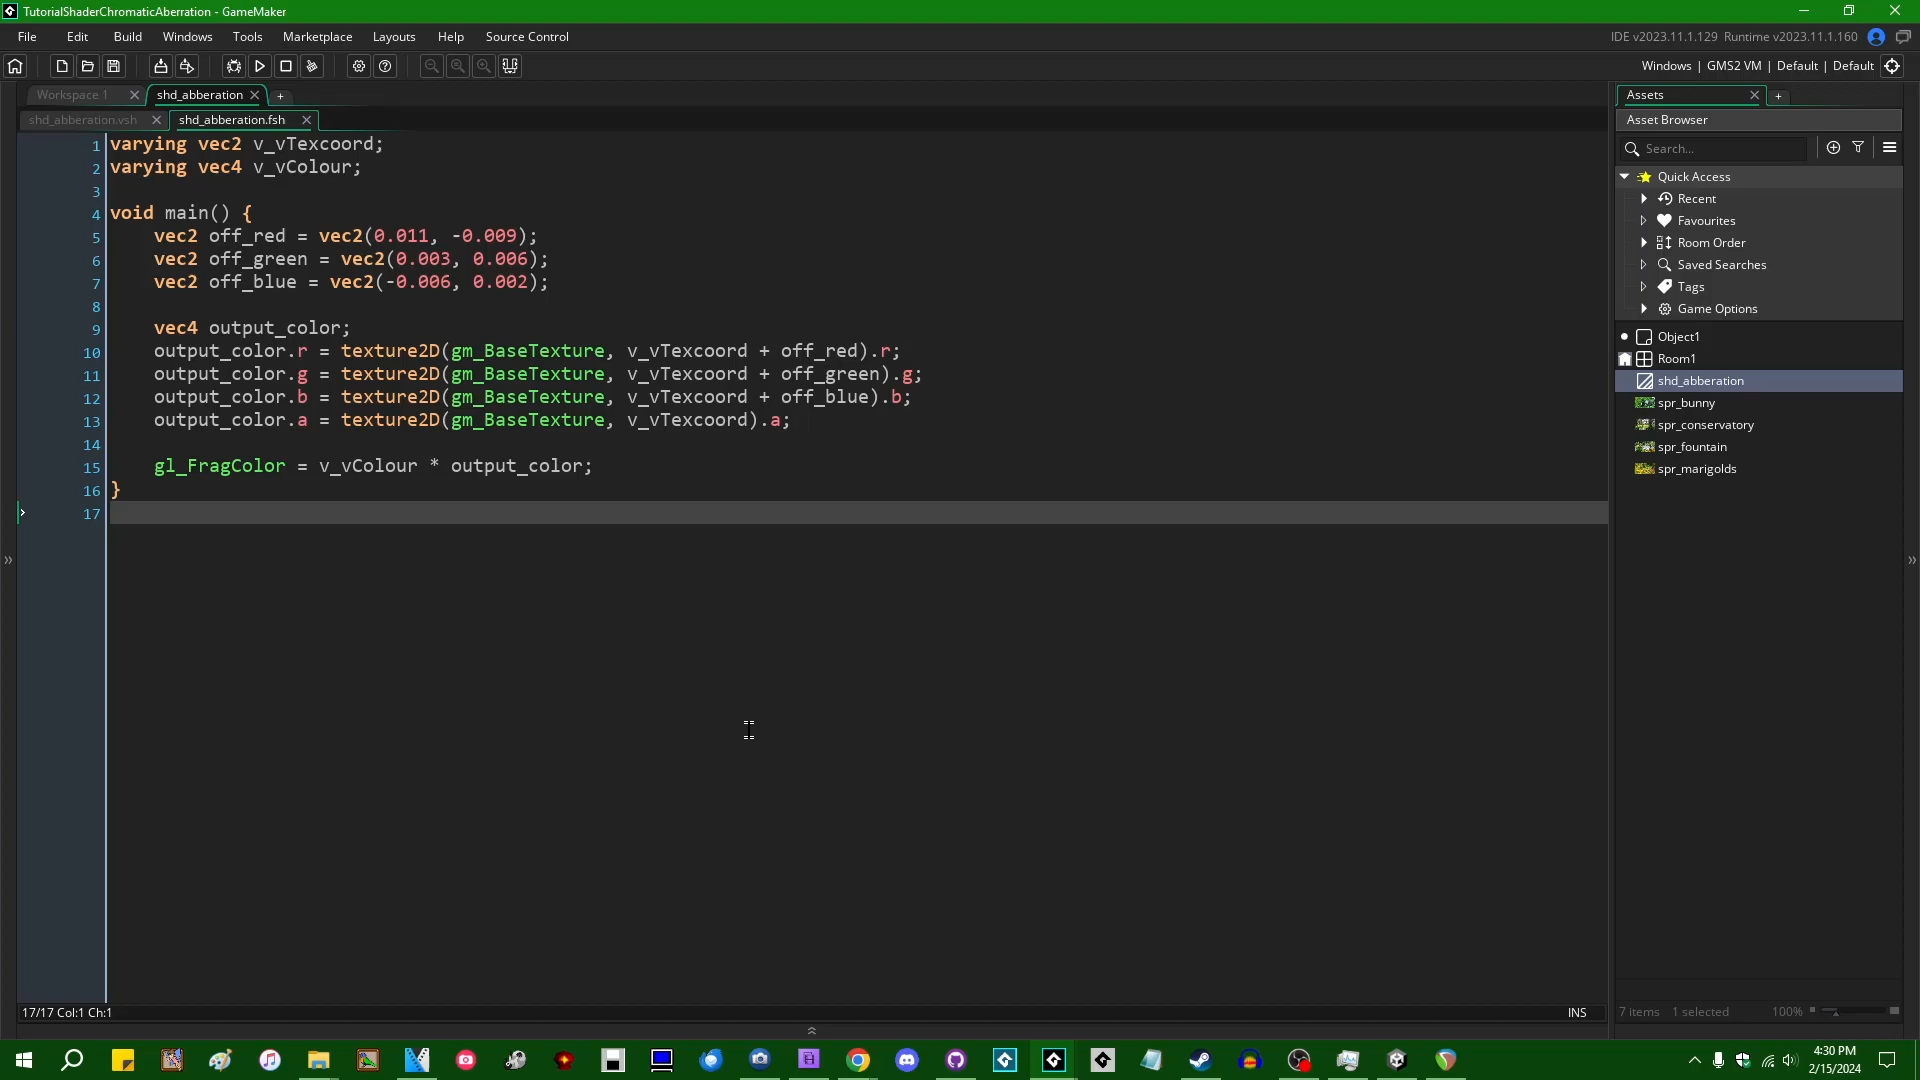 TutorialShaderChromaticAberration - GameMaker
File Edit Build Windows Tools Marketplace Layouts Help Source Control
IDE v2023.11.1.129 Runtime v2023.11.1.160
Windows | GMS2 VM | Default | Default
Workspace 1
shd_abberation
+
shd_abberation.vsh
shd_abberation.fsh
1 varying vec2 v_vTexcoord;
2 varying vec4 v_vColour;
3
4 void main() {
5 vec2 off_red = vec2(0.011, -0.009);
6 vec2 off_green = vec2(0.003, 0.006);
7 vec2 off_blue = vec2(-0.006, 0.002);
8
9 vec4 output_color;
10 output_color.r = texture2D(gm_BaseTexture, v_vTexcoord + off_red).r;
11 output_color.g = texture2D(gm_BaseTexture, v_vTexcoord + off_green).g;
12 output_color.b = texture2D(gm_BaseTexture, v_vTexcoord + off_blue).b;
13 output_color.a = texture2D(gm_BaseTexture, v_vTexcoord).a;
14
15 gl_FragColor = v_vColour * output_color;
16 }
17
17/17 Col:1 Ch:1
INS
Assets
+
Asset Browser
Search...
Quick Access
Recent
Favourites
Room Order
Saved Searches
Tags
Game Options
Object1
Room1
shd_abberation
spr_bunny
spr_conservatory
spr_fountain
spr_marigolds
7 items 1 selected 100%
4:30 PM
2/15/2024